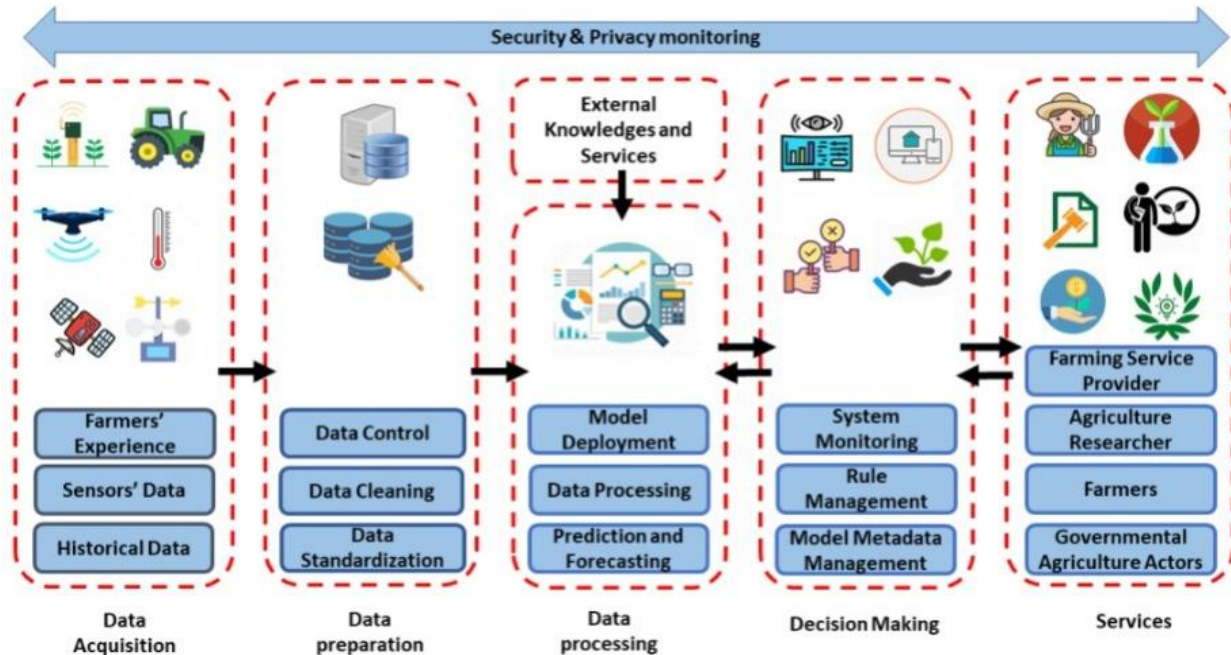 Security & Privacy monitoring
External
Knowledges and
Services
Farmers'
Experience
Sensors' Data
Historical Data
Data Control
Data Cleaning
Data
Standardization
Model
Deployment
Data Processing
Prediction and
Forecasting
System
Monitoring
Rule
Management
Model Metadata
Management
Farming Service
Provider
Agriculture
Researcher
Farmers
Governmental
Agriculture Actors
Data
Acquisition
Data
preparation
Data
processing
Decision Making
Services